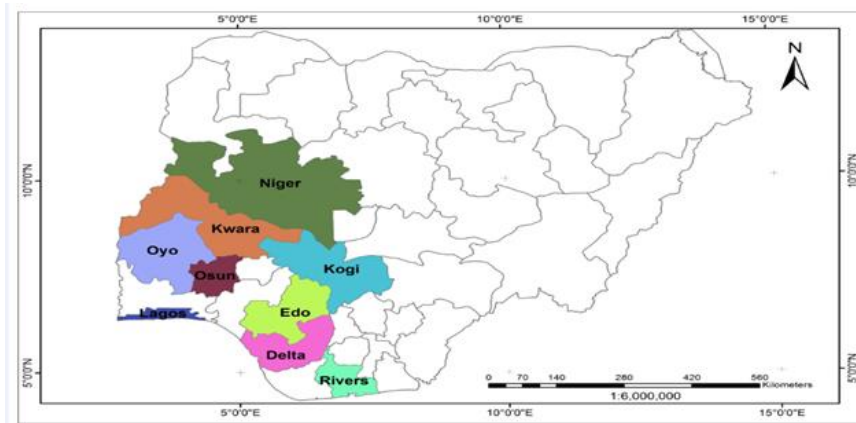 5°0'0"E 10°0'0"E 15°0'0"E
N
10°0'0"N 10°0'0"N
Niger
Kwara
Oyo
Osun
Kogi
Lagos
Edo
Delta
Rivers
5°0'0"N 5°0'0"N
0 70 140 280 420 560
Kilometers
1:6,000,000
5°0'0"E 10°0'0"E 15°0'0"E